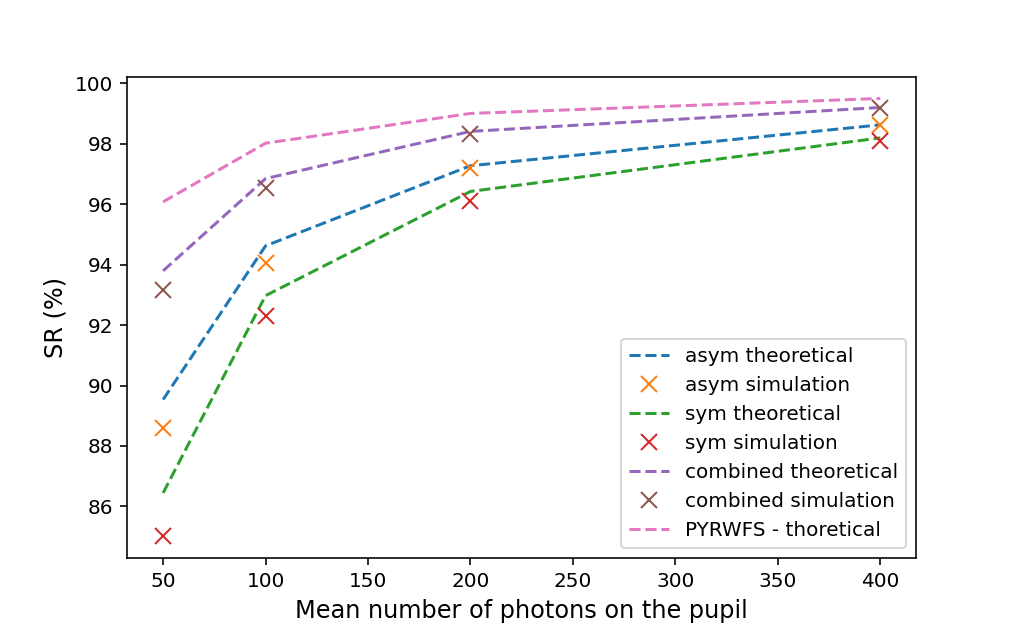 100
98
96
94
92
90
88
86
SR (%)
50 100 150 200 250 300 350 400
Mean number of photons on the pupil
asym theoretical
asym simulation
sym theoretical
sym simulation
combined theoretical
combined simulation
PYRWFS - thoretical